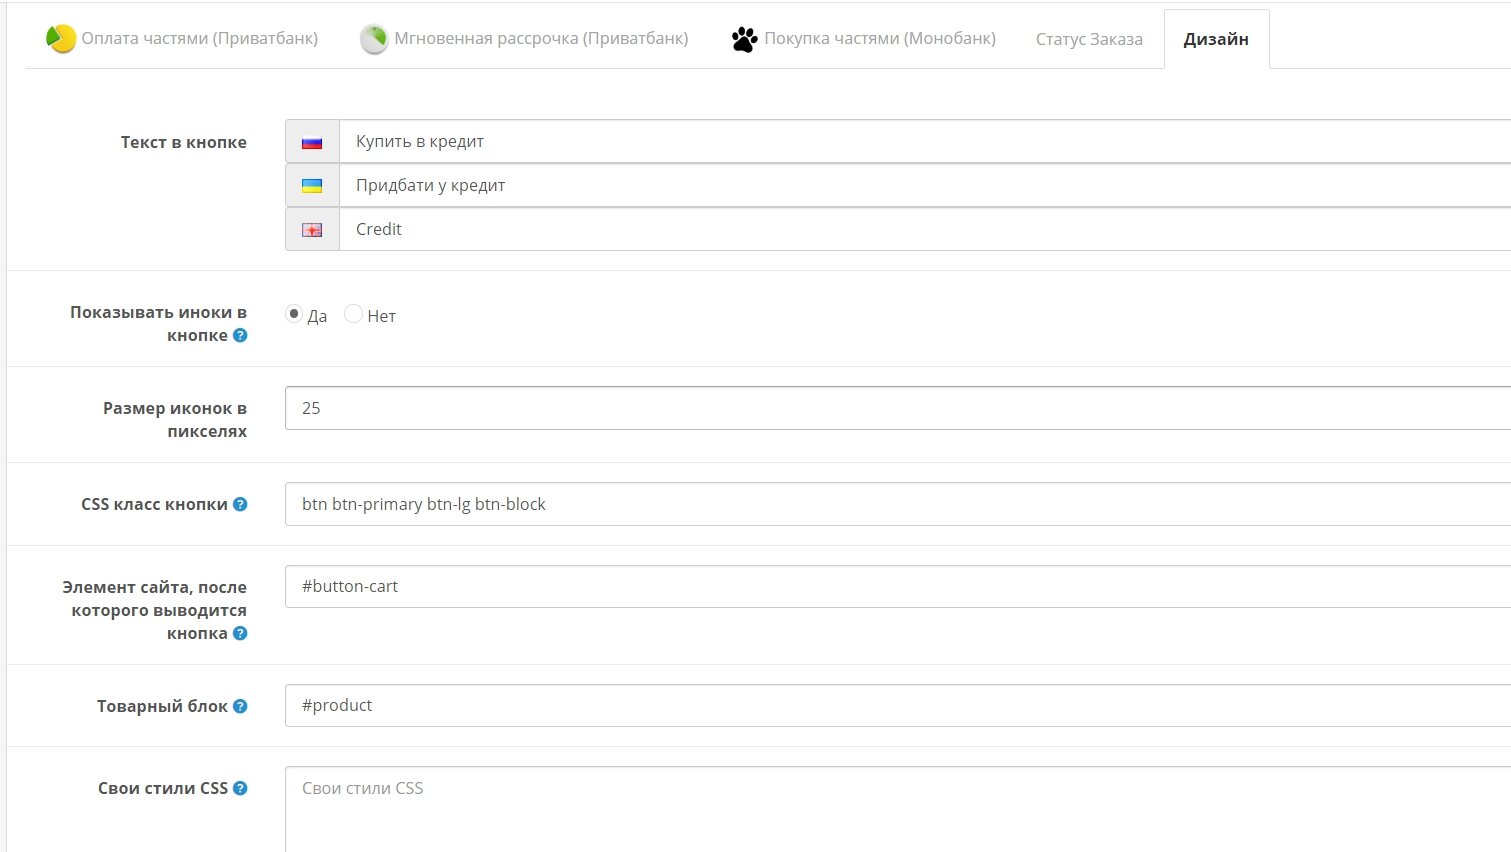 Оплата частями (Приватбанк) Мгновенная рассрочка (Приватбанк) Покупка частями (Монобанк) Статус Заказа Дизайн
Текст в кнопке Купить в кредит
Придбати у кредит
Credit
Показывать иноки в
кнопке ? Да Нет
Размер иконок в
пикселях 25
CSS класс кнопки ? btn btn-primary btn-lg btn-block
Элемент сайта, после
которого выводится
кнопка ? #button-cart
Товарный блок ? #product
Свои стили CSS ? Свои стили CSS